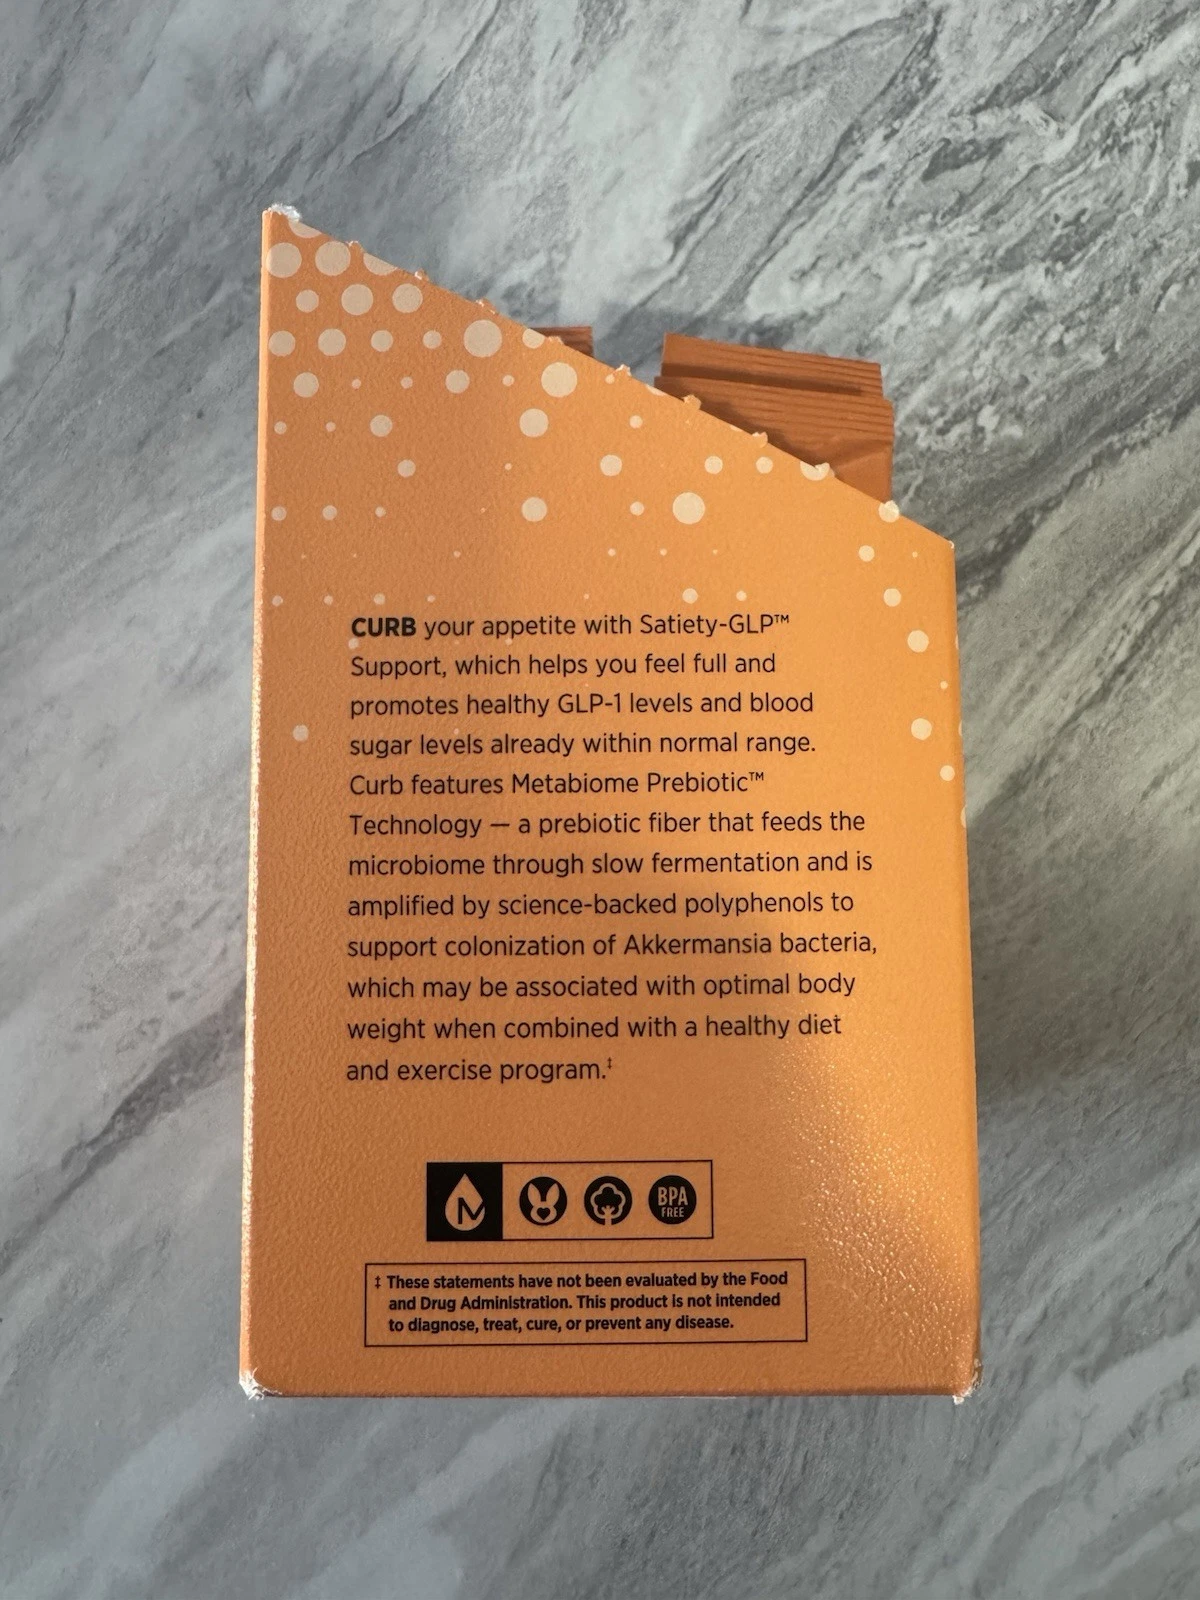 CURB your appetite with Satiety-GLP™
Support, which helps you feel full and
promotes healthy GLP-1 levels and blood
sugar levels already within normal range.
Curb features Metabiome Prebiotic™
Technology — a prebiotic fiber that feeds the
microbiome through slow fermentation and is
amplified by science-backed polyphenols to
support colonization of Akkermansia bacteria,
which may be associated with optimal body
weight when combined with a healthy diet
and exercise program.‡
BPA
FREE
‡ These statements have not been evaluated by the Food
and Drug Administration. This product is not intended
to diagnose, treat, cure, or prevent any disease.